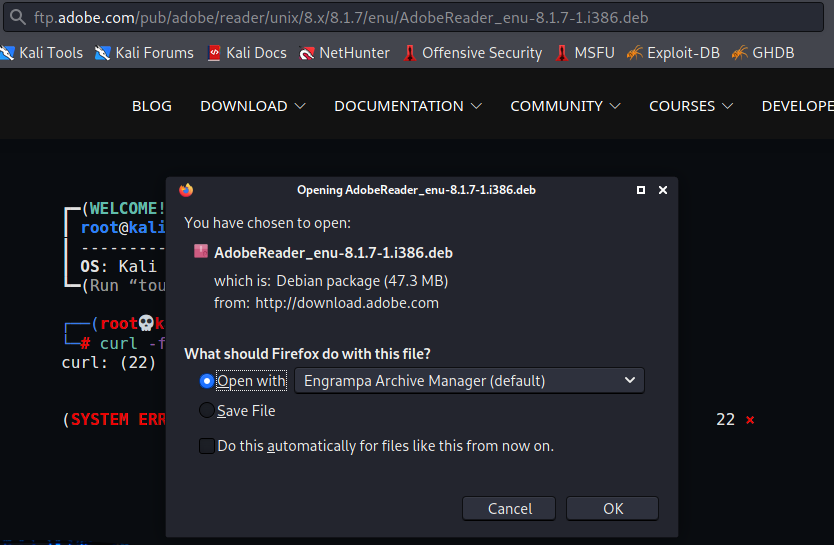 ftp.adobe.com/pub/adobe/reader/unix/8.x/8.1.7/enu/AdobeReader_enu-8.1.7-1.i386.deb
Kali Tools Kali Forums Kali Docs NetHunter Offensive Security MSFU Exploit-DB GHDB
BLOG DOWNLOAD DOCUMENTATION COMMUNITY COURSES DEVELOPE
Opening AdobeReader_enu-8.1.7-1.i386.deb
You have chosen to open:
AdobeReader_enu-8.1.7-1.i386.deb
which is: Debian package (47.3 MB)
from: http://download.adobe.com
What should Firefox do with this file?
Open with Engrampa Archive Manager (default)
Save File
Do this automatically for files like this from now on.
Cancel OK
(WELCOME!
root@kali
----------
OS: Kali
(Run “tou
(root💀k
# curl -f
curl: (22)
(SYSTEM ERR 22 ×